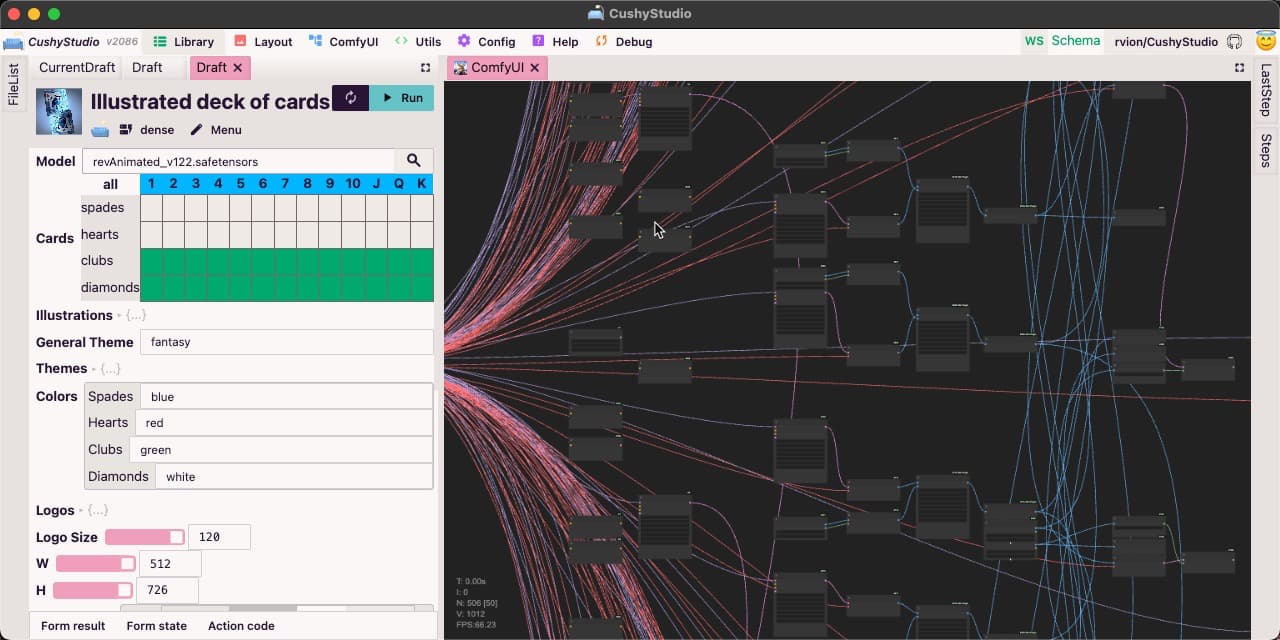 CushyStudio
CushyStudio v2086 Library Layout ComfyUI Utils Config Help Debug WS Schema rvion/CushyStudio
FileList
CurrentDraft Draft Draft
ComfyUI
LastStep
Steps
Illustrated deck of cards
Run
dense Menu
Model revAnimated_v122.safetensors
Cards
all 1 2 3 4 5 6 7 8 9 10 J Q K
spades
hearts
clubs
diamonds
Illustrations {...}
General Theme fantasy
Themes {...}
Colors
Spades blue
Hearts red
Clubs green
Diamonds white
Logos {...}
Logo Size 120
W 512
H 726
Form result Form state Action code
T: 0.00s
I: 0
N: 506 [50]
V: 1012
FPS:66.23